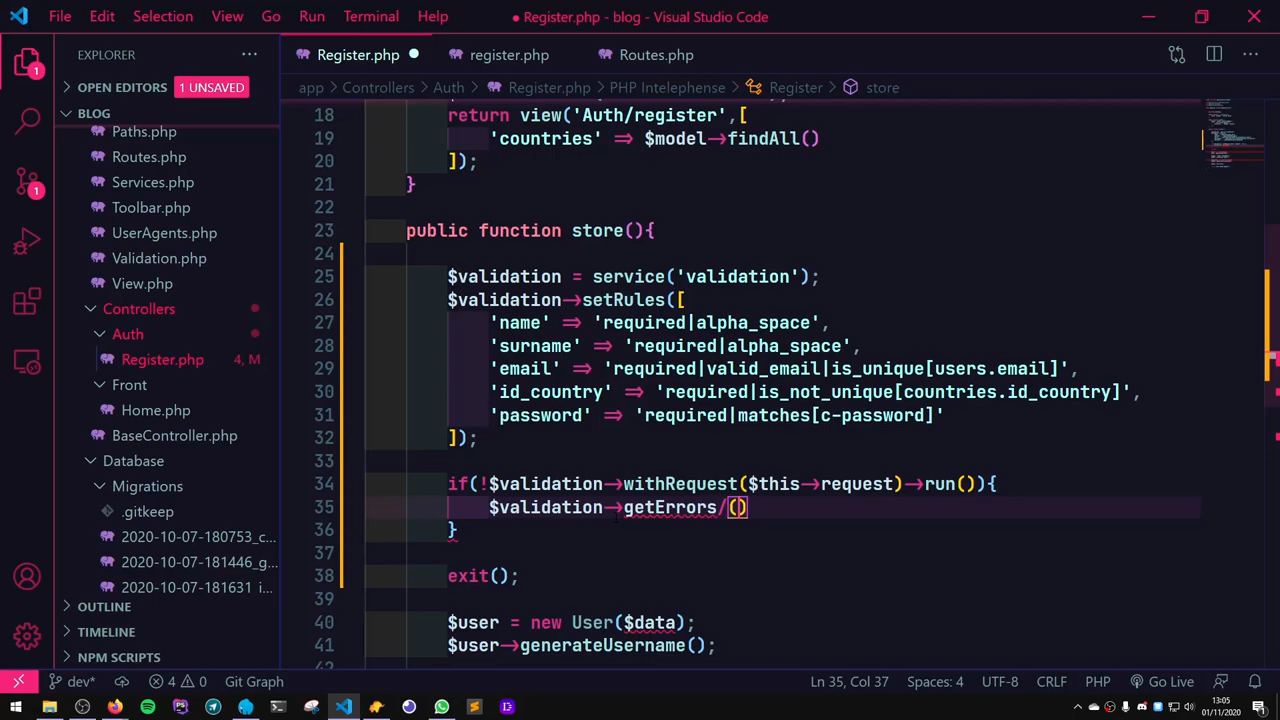 File Edit Selection View Go Run Terminal Help
● Register.php - blog - Visual Studio Code
EXPLORER ...
Register.php ● register.php Routes.php
OPEN EDITORS 1 UNSAVED
app > Controllers > Auth > Register.php > PHP Intelephense > Register > store
BLOG
Paths.php
Routes.php
Services.php
Toolbar.php
UserAgents.php
Validation.php
View.php
Controllers
Auth
Register.php 4, M
Front
Home.php
BaseController.php
Database
Migrations
.gitkeep
2020-10-07-180753_c...
2020-10-07-181446_g...
2020-10-07-181631_i...
OUTLINE
TIMELINE
NPM SCRIPTS
18 return view('Auth/register',[
19 'countries' => $model->findAll()
20 ]);
21 }
22
23 public function store(){
24
25 $validation = service('validation');
26 $validation->setRules([
27 'name' => 'required|alpha_space',
28 'surname' => 'required|alpha_space',
29 'email' => 'required|valid_email|is_unique[users.email]',
30 'id_country' => 'required|is_not_unique[countries.id_country]',
31 'password' => 'required|matches[c-password]'
32 ]);
33
34 if(!$validation->withRequest($this->request)->run()){
35 $validation->getErrors/()
36 }
37
38 exit();
39
40 $user = new User($data);
41 $user->generateUsername();
42
dev* 4 0 Git Graph Ln 35, Col 37 Spaces: 4 UTF-8 CRLF PHP Go Live
13:05
01/11/2020